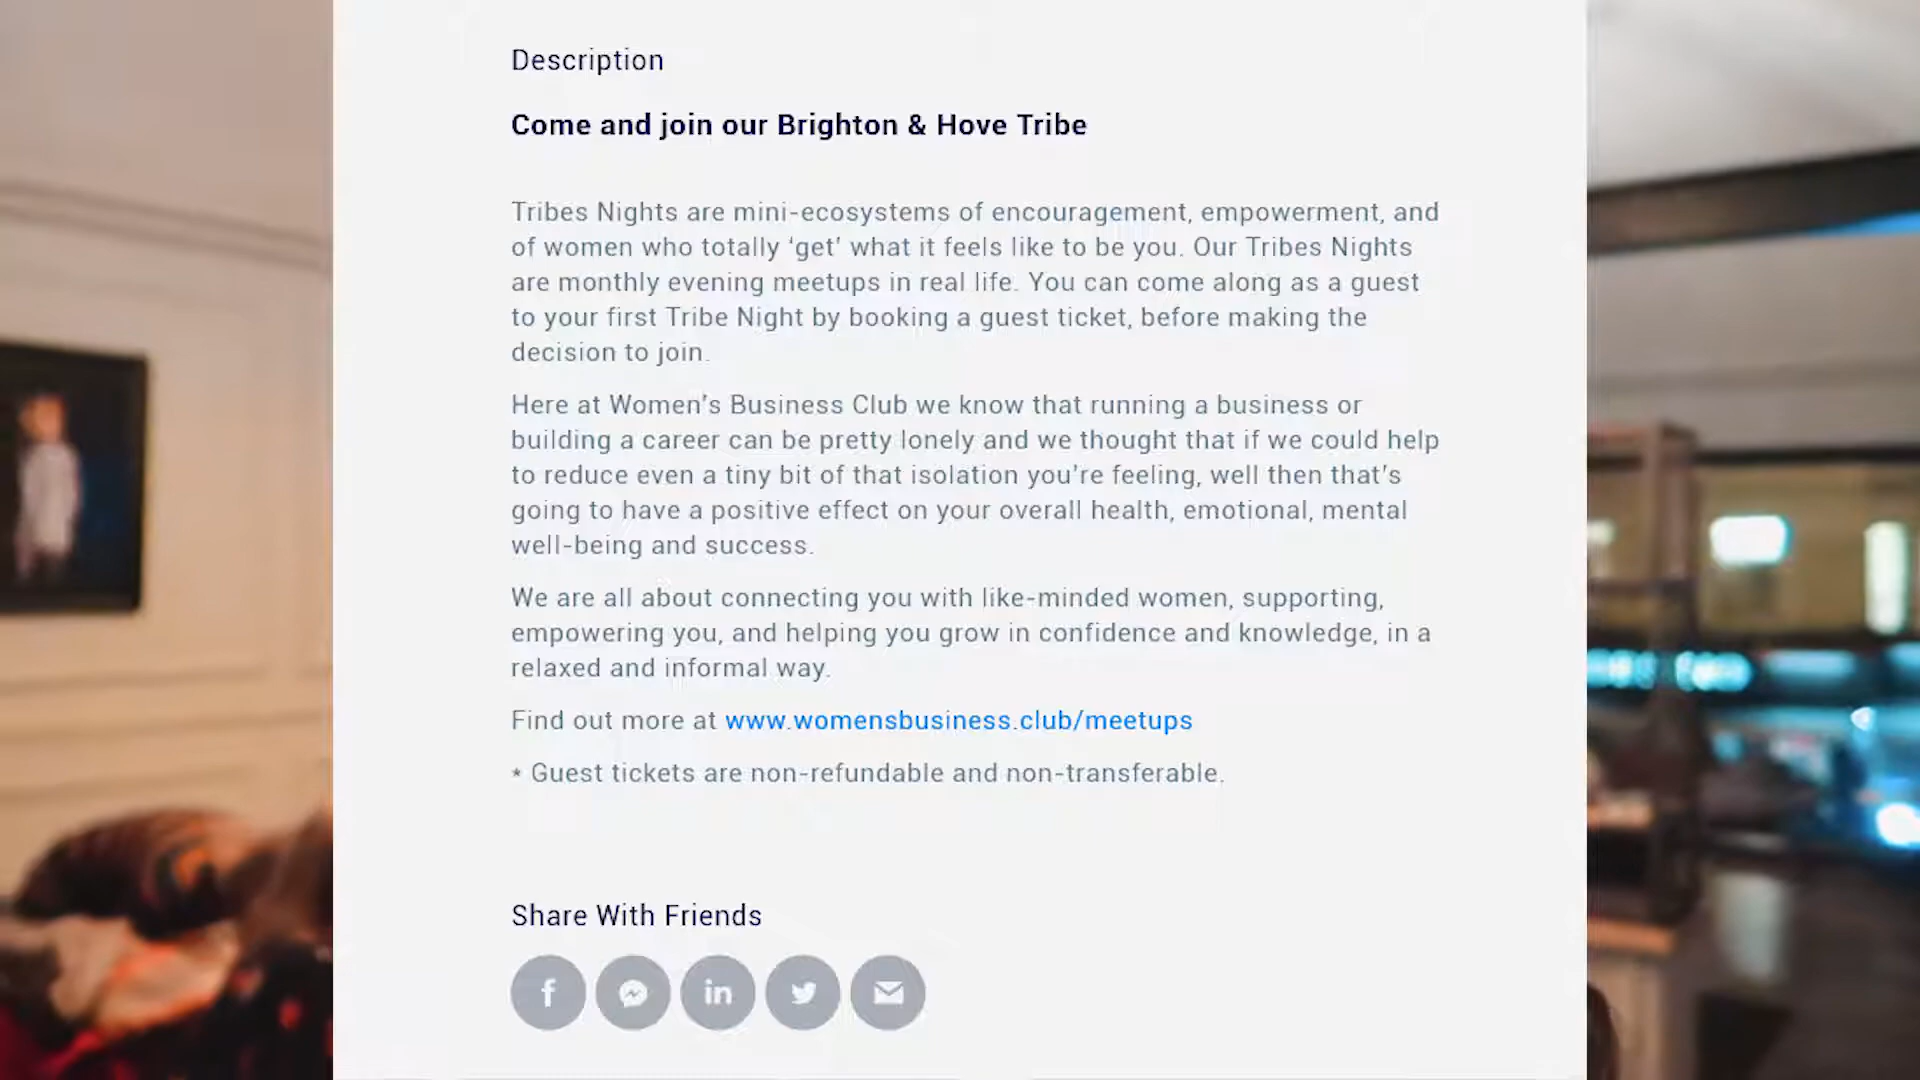 Description
Come and join our Brighton & Hove Tribe
Tribes Nights are mini-ecosystems of encouragement, empowerment, and
of women who totally ‘get’ what it feels like to be you. Our Tribes Nights
are monthly evening meetups in real life. You can come along as a guest
to your first Tribe Night by booking a guest ticket, before making the
decision to join.
Here at Women’s Business Club we know that running a business or
building a career can be pretty lonely and we thought that if we could help
to reduce even a tiny bit of that isolation you’re feeling, well then that’s
going to have a positive effect on your overall health, emotional, mental
well-being and success.
We are all about connecting you with like-minded women, supporting,
empowering you, and helping you grow in confidence and knowledge, in a
relaxed and informal way.
Find out more at www.womensbusiness.club/meetups
* Guest tickets are non-refundable and non-transferable.
Share With Friends